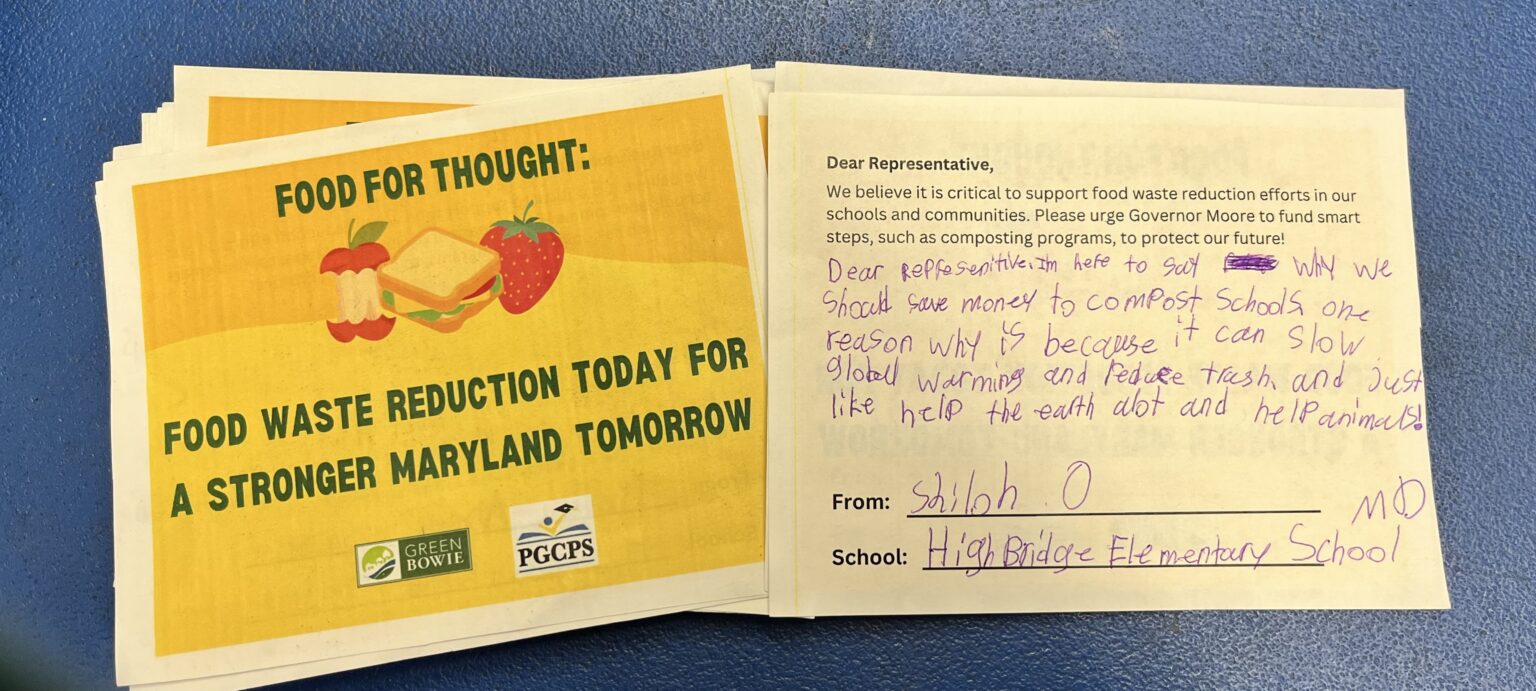 FOOD FOR THOUGHT:
FOOD WASTE REDUCTION TODAY FOR
A STRONGER MARYLAND TOMORROW
GREEN
BOWIE
PGCPS
Dear Representative,
We believe it is critical to support food waste reduction efforts in our
schools and communities. Please urge Governor Moore to fund smart
steps, such as composting programs, to protect our future!
Dear Reppresenitive. Im here to say why we
should save money to compost schools one
reason why is because it can slow
globell warming and reduce trash. and just
like help the earth alot and help animals!
From: Shiloh . O
MD
School: High Bridge Elementary School